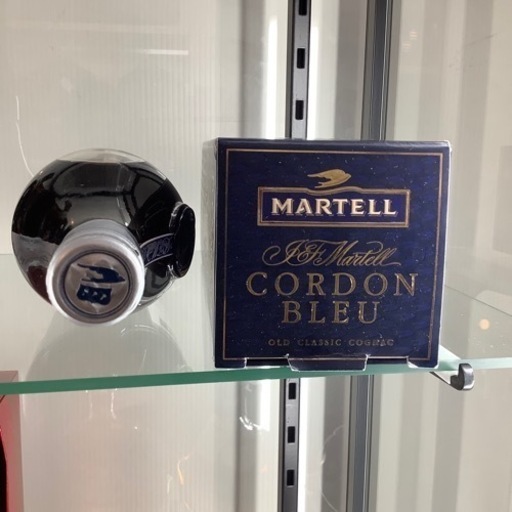 MARTELL
J&F Martell
CORDON
BLEU
OLD CLASSIC COGNAC